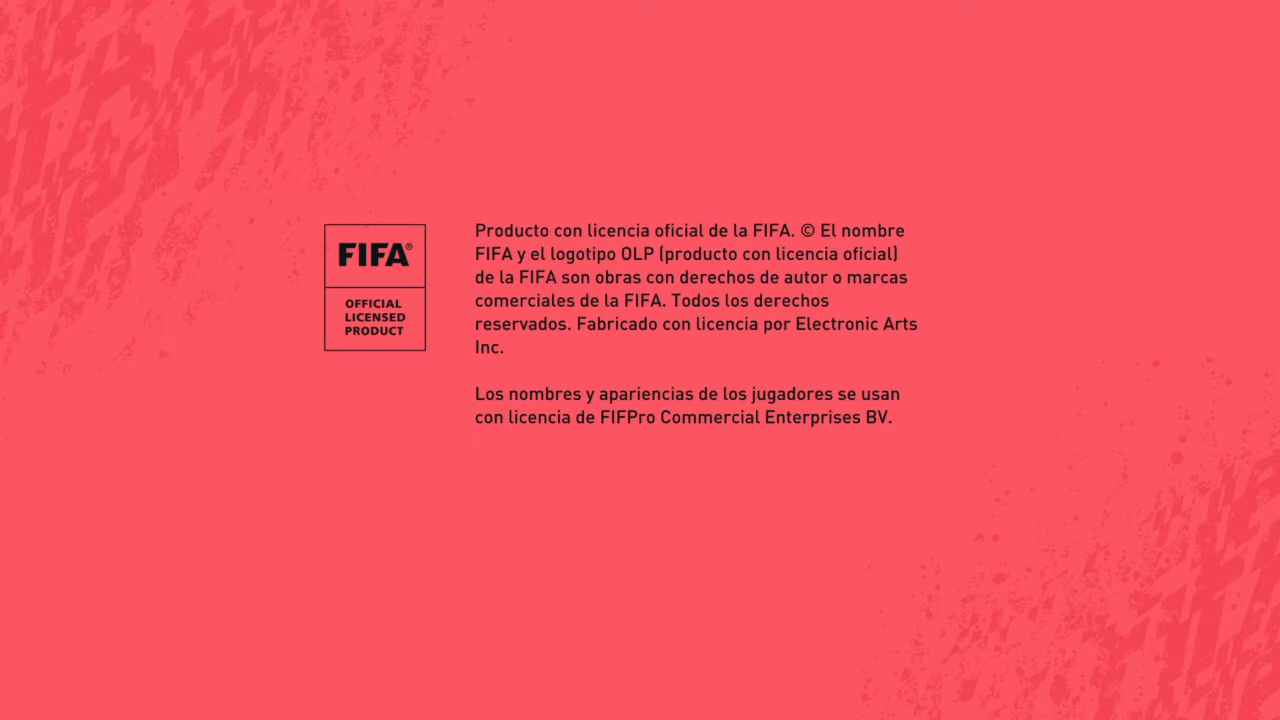 FIFA®
OFFICIAL
LICENSED
PRODUCT
Producto con licencia oficial de la FIFA. © El nombre
FIFA y el logotipo OLP (producto con licencia oficial)
de la FIFA son obras con derechos de autor o marcas
comerciales de la FIFA. Todos los derechos
reservados. Fabricado con licencia por Electronic Arts
Inc.
Los nombres y apariencias de los jugadores se usan
con licencia de FIFPro Commercial Enterprises BV.